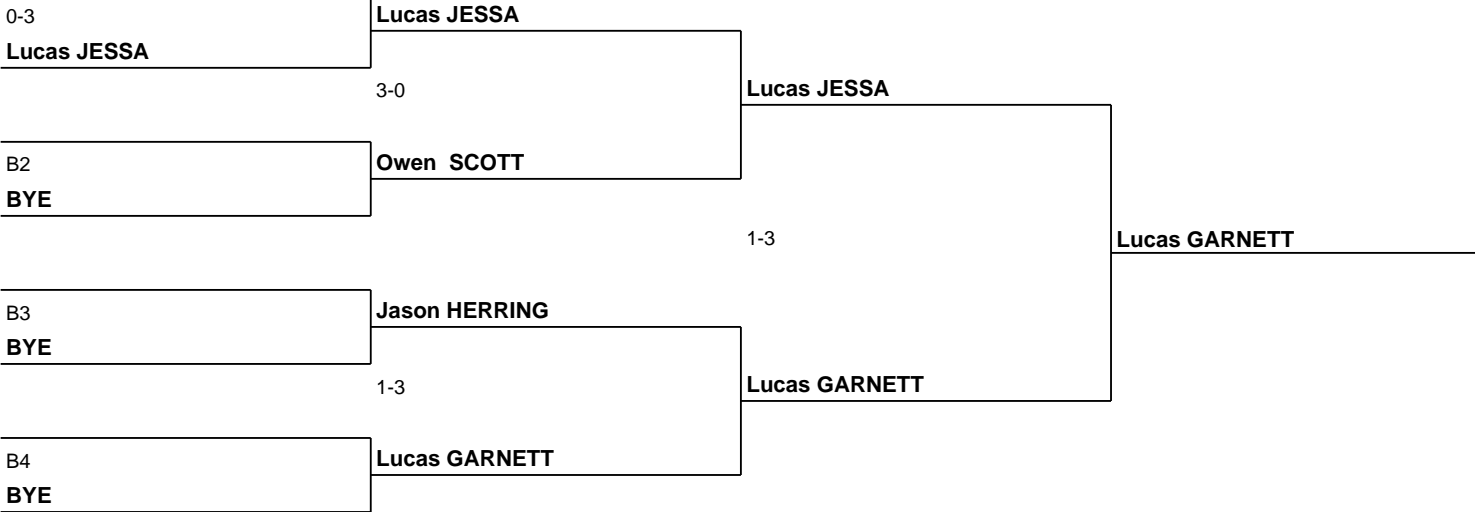 0-3
Lucas JESSA
Lucas JESSA
3-0
Lucas JESSA
B2
Owen  SCOTT
BYE
1-3
Lucas GARNETT
B3
Jason HERRING
BYE
1-3
Lucas GARNETT
B4
Lucas GARNETT
BYE